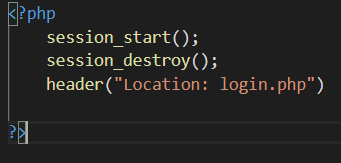 <?php
    session_start();
    session_destroy();
    header("Location: login.php")
?>